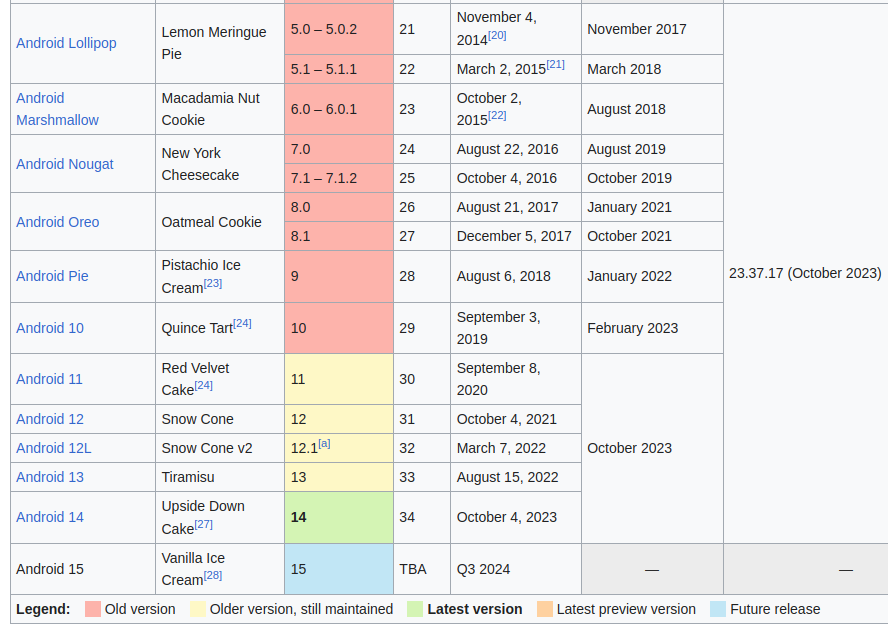 Android Lollipop Lemon Meringue Pie 5.0 – 5.0.2 21 November 4, 2014[20] November 2017
5.1 – 5.1.1 22 March 2, 2015[21] March 2018
Android Marshmallow Macadamia Nut Cookie 6.0 – 6.0.1 23 October 2, 2015[22] August 2018
Android Nougat New York Cheesecake 7.0 24 August 22, 2016 August 2019
7.1 – 7.1.2 25 October 4, 2016 October 2019
Android Oreo Oatmeal Cookie 8.0 26 August 21, 2017 January 2021
8.1 27 December 5, 2017 October 2021
Android Pie Pistachio Ice Cream[23] 9 28 August 6, 2018 January 2022
23.37.17 (October 2023)
Android 10 Quince Tart[24] 10 29 September 3, 2019 February 2023
Android 11 Red Velvet Cake[24] 11 30 September 8, 2020
Android 12 Snow Cone 12 31 October 4, 2021
Android 12L Snow Cone v2 12.1[a] 32 March 7, 2022 October 2023
Android 13 Tiramisu 13 33 August 15, 2022
Android 14 Upside Down Cake[27] 14 34 October 4, 2023
Android 15 Vanilla Ice Cream[28] 15 TBA Q3 2024 — —
Legend: Old version Older version, still maintained Latest version Latest preview version Future release